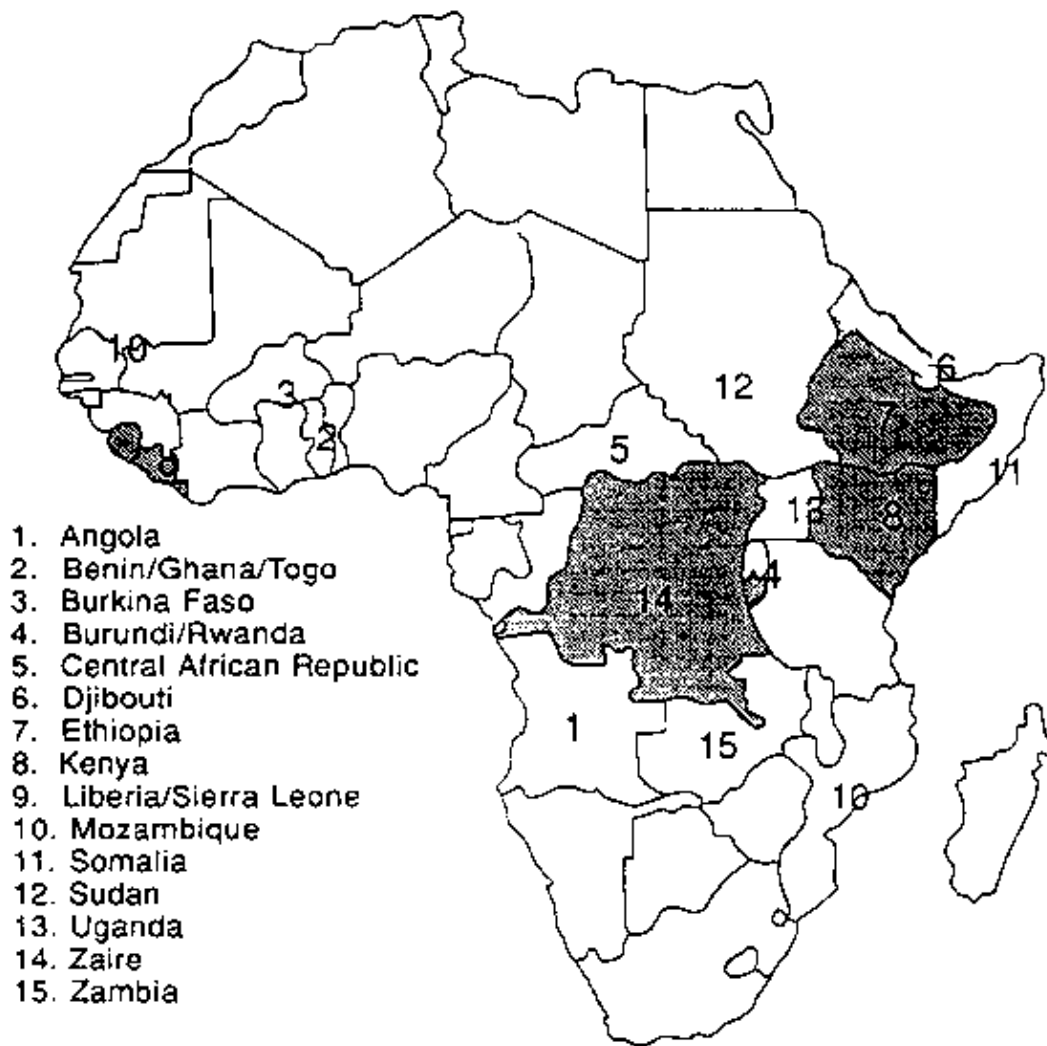 10
6
3
12
7
2
5
11
9
13
8
14
4
1. Angola
2. Benin/Ghana/Togo
3. Burkina Faso
4. Burundi/Rwanda
5. Central African Republic
6. Djibouti
7. Ethiopia
8. Kenya
9. Liberia/Sierra Leone
10. Mozambique
11. Somalia
12. Sudan
13. Uganda
14. Zaire
15. Zambia
1
15
10